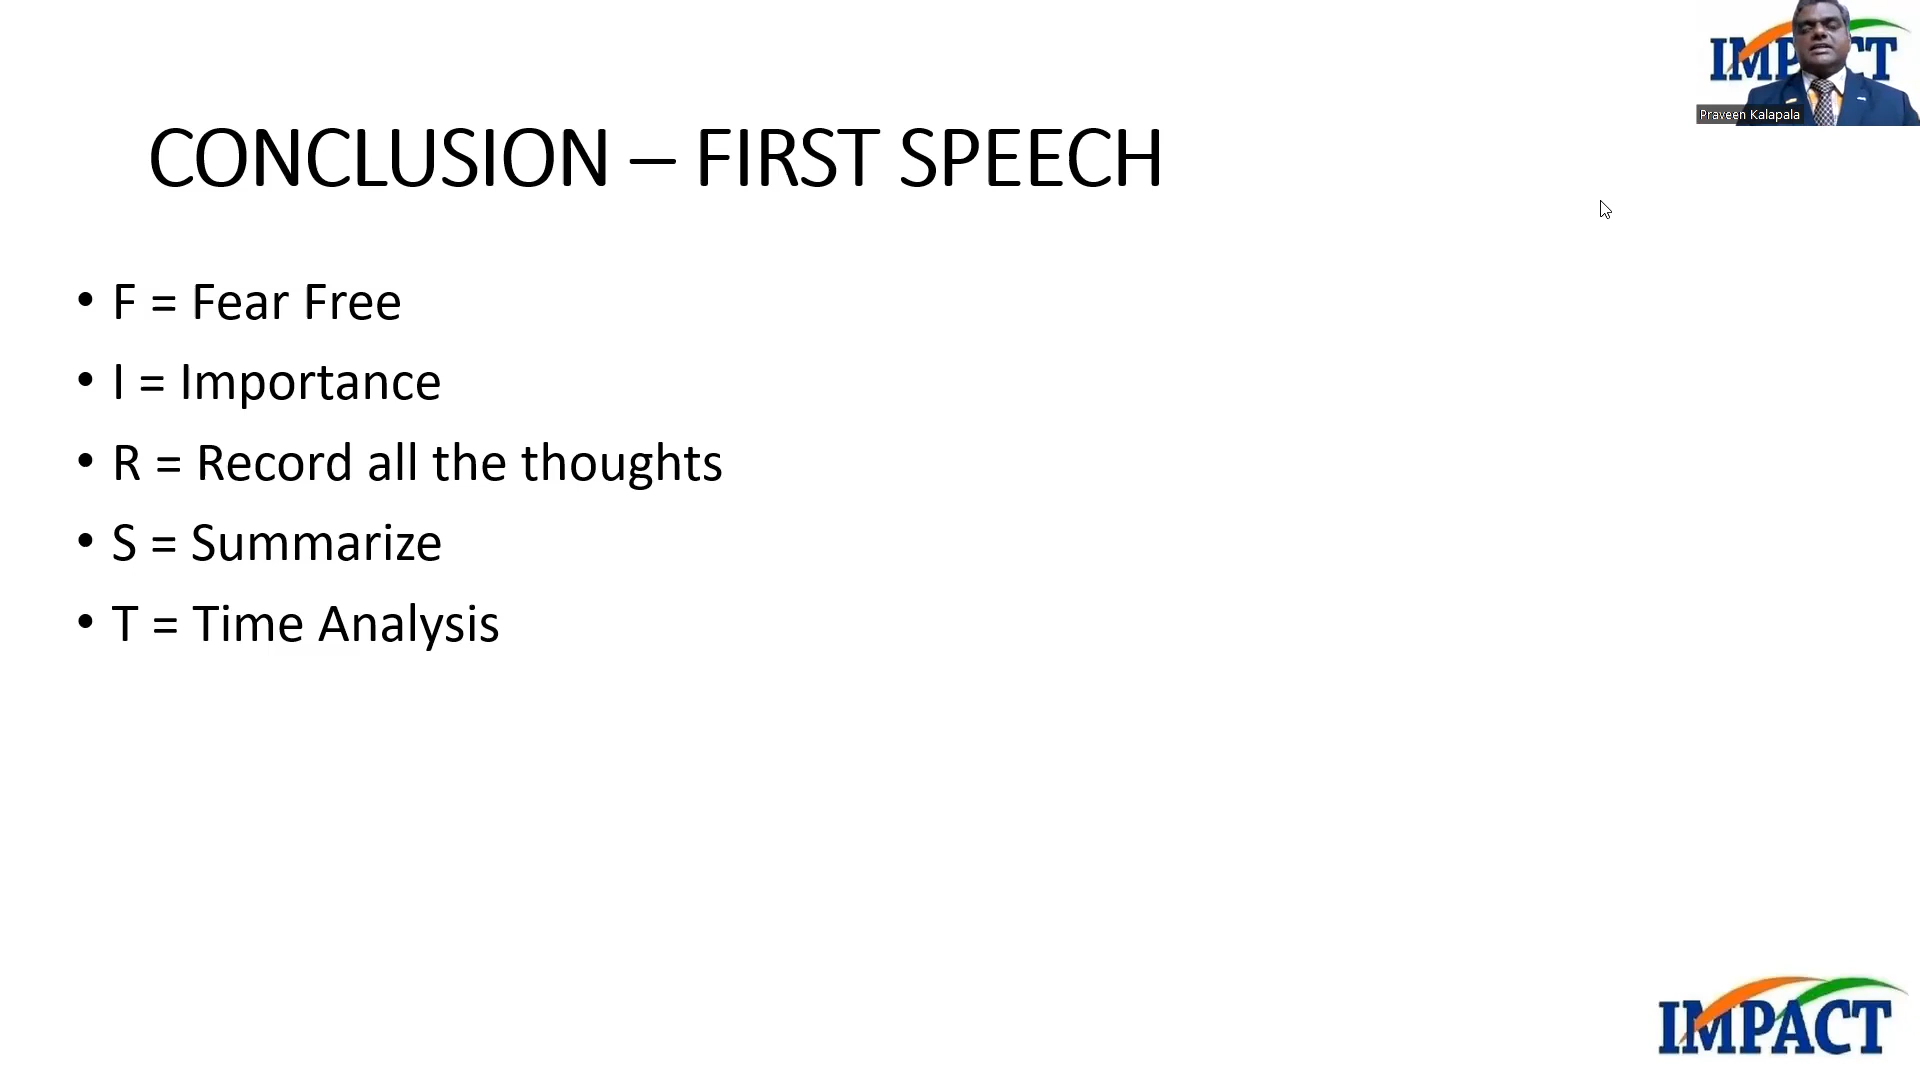 IMPACT
Praveen Kalapala
CONCLUSION – FIRST SPEECH
• F = Fear Free
• I = Importance
• R = Record all the thoughts
• S = Summarize
• T = Time Analysis
IMPACT